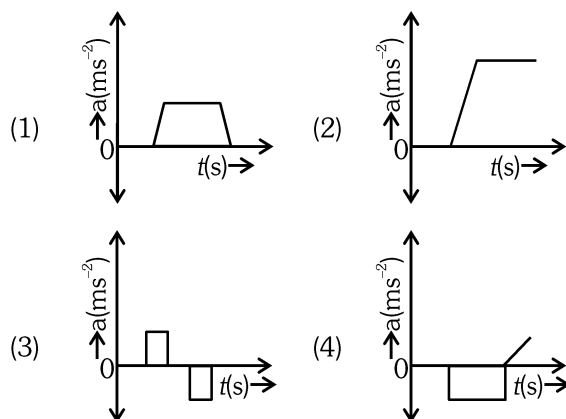 (1) ↑a(ms⁻²) 0 t(s)→
(2) ↑a(ms⁻²) 0 t(s)→
(3) ↑a(ms⁻²) 0 t(s)→
(4) ↑a(ms⁻²) 0 t(s)→